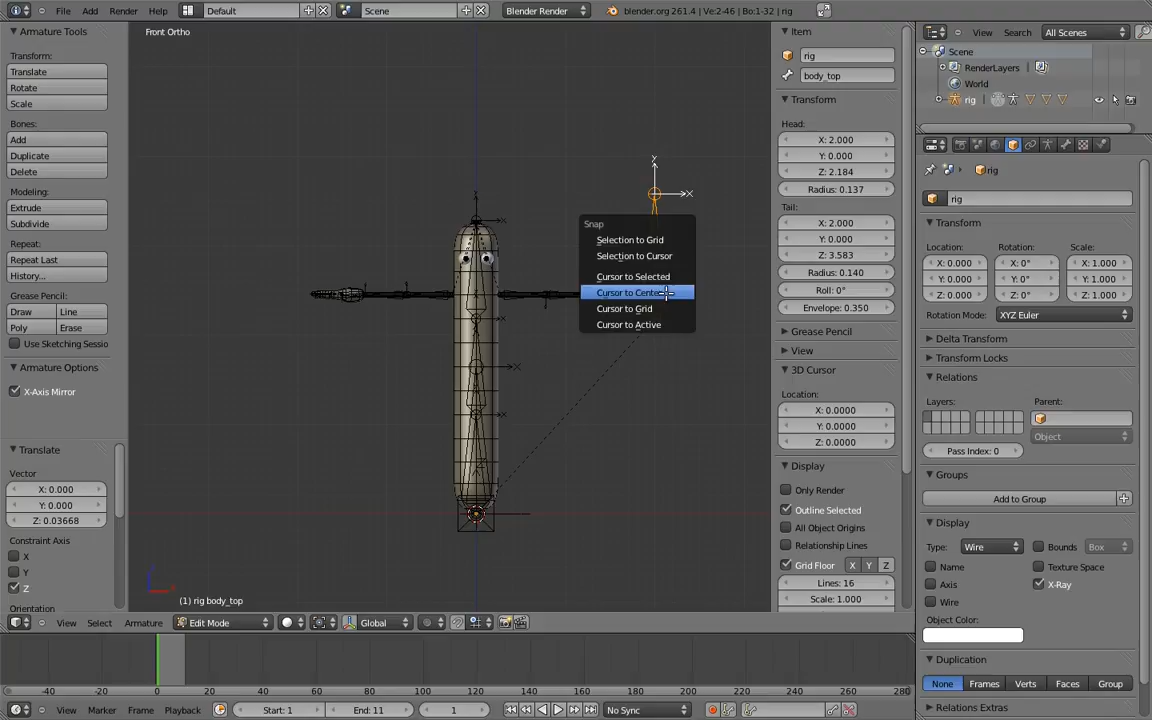 File Add Render Help Default Scene Blender Render blender.org 261.4 | Ve:2-46 | Bo:1-32 | rig
Armature Tools
Transform:
Translate
Rotate
Scale
Bones:
Add
Duplicate
Delete
Modeling:
Extrude
Subdivide
Repeat:
Repeat Last
History...
Grease Pencil:
Draw Line
Poly Erase
Use Sketching Sessio
Armature Options
X-Axis Mirror
Translate
Vector
X: 0.000
Y: 0.000
Z: 0.03668
Constraint Axis
X
Y
Z
Orientation
Front Ortho
Y
X
Snap
Selection to Grid
Selection to Cursor
Cursor to Selected
Cursor to Cente
Cursor to Grid
Cursor to Active
(1) rig body_top
View Select Armature Edit Mode Global
Item
rig
body_top
Transform
Head:
X: 2.000
Y: 0.000
Z: 2.184
Radius: 0.137
Tail:
X: 2.000
Y: 0.000
Z: 3.583
Radius: 0.140
Roll: 0°
Envelope: 0.350
Grease Pencil
View
3D Cursor
Location:
X: 0.0000
Y: 0.0000
Z: 0.0000
Display
Only Render
Outline Selected
All Object Origins
Relationship Lines
Grid Floor X Y Z
Lines: 16
Scale: 1.000
View Search All Scenes
Scene
RenderLayers
World
rig
rig
rig
Transform
Location: Rotation: Scale:
X: 0.000 X: 0° X: 1.000
Y: 0.000 Y: 0° Y: 1.000
Z: 0.000 Z: 0° Z: 1.000
Rotation Mode: XYZ Euler
Delta Transform
Transform Locks
Relations
Layers: Parent:
Object
Pass Index: 0
Groups
Add to Group
Display
Type: Wire Bounds Box
Name Texture Space
Axis X-Ray
Wire
Object Color:
Duplication
None Frames Verts Faces Group
Relations Extras
-40 -20 0 20 40 60 80 100 120 140 160 180 200 220 240 260 280
View Marker Frame Playback Start: 1 End: 11 1 No Sync